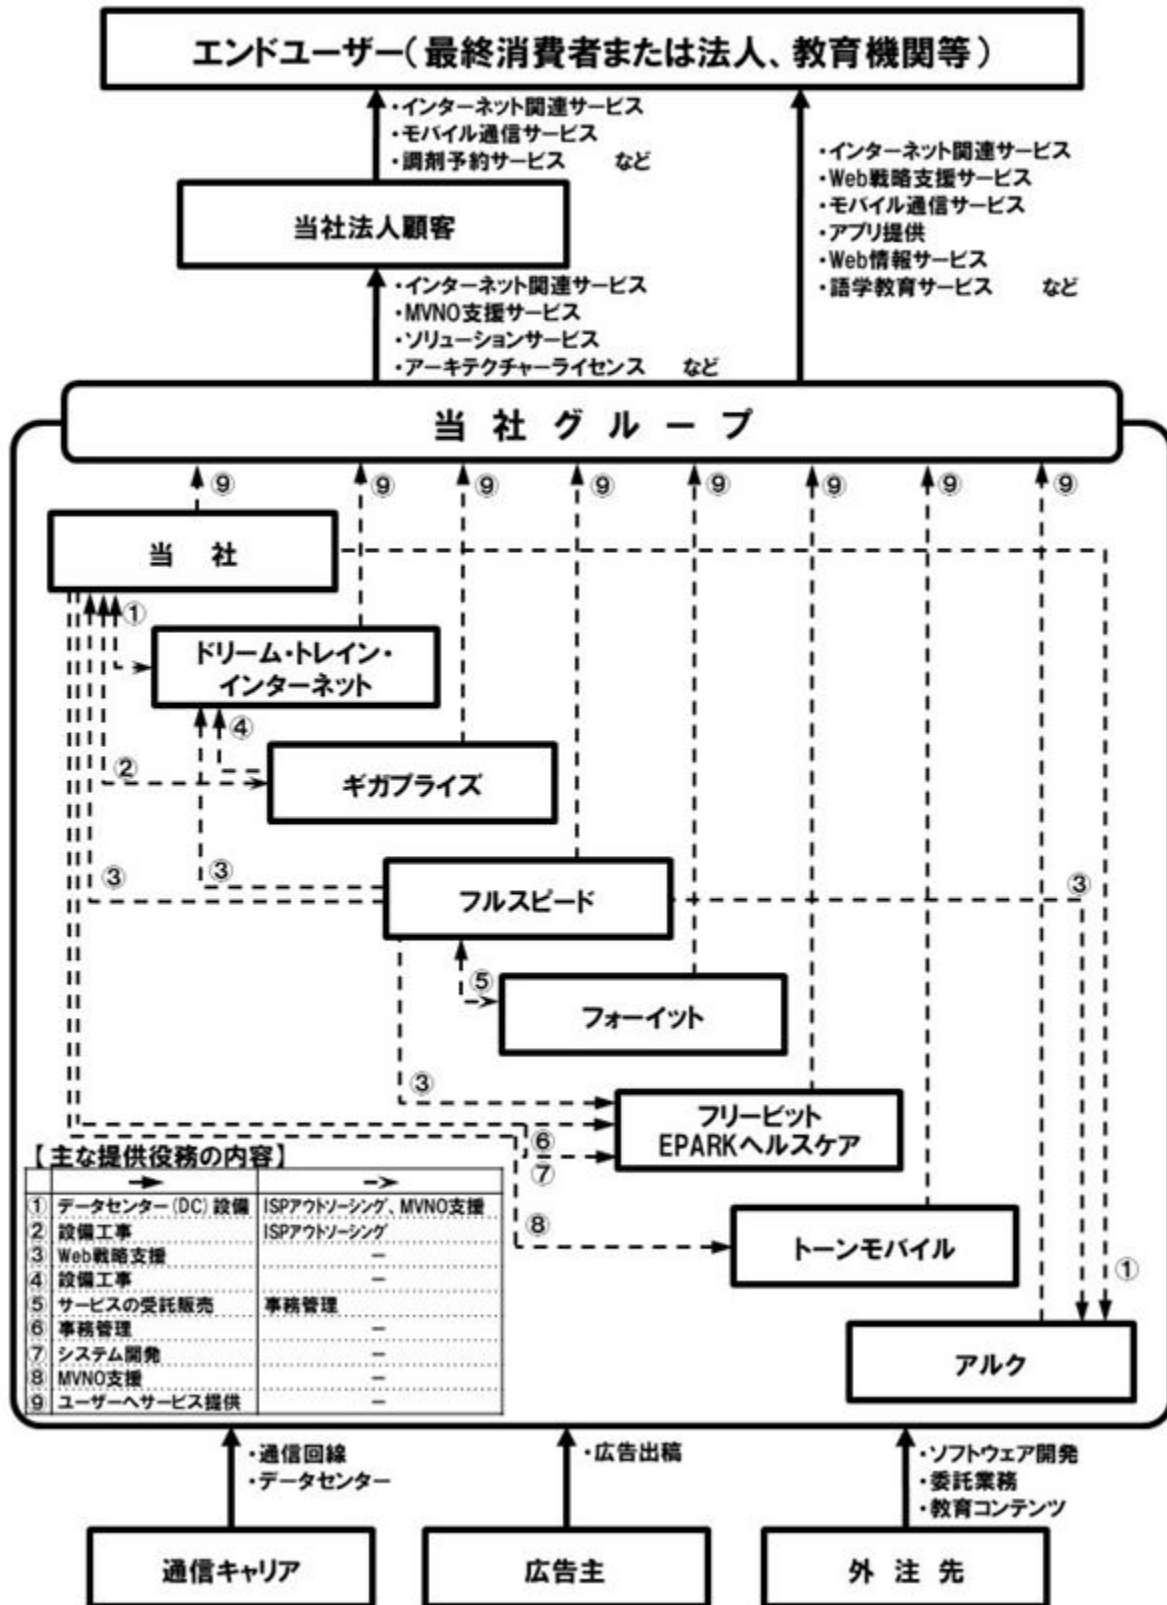 エンドユーザー(最終消費者または法人、教育機関等)
・インターネット関連サービス
・モバイル通信サービス
・調剤予約サービス など
・インターネット関連サービス
・Web戦略支援サービス
・モバイル通信サービス
・アプリ提供
・Web情報サービス
・語学教育サービス など
当社法人顧客
・インターネット関連サービス
・MVNO支援サービス
・ソリューションサービス
・アーキテクチャーライセンス など
当社グループ
⑨ ⑨ ⑨ ⑨ ⑨ ⑨ ⑨ ⑨
当社
①
ドリーム・トレイン・
インターネット
④
②
ギガプライズ
③
③
フルスピード
③
⑤
フォーイット
③
フリービット
EPARKヘルスケア
⑥
⑦
⑧
トーンモバイル
①
アルク
【主な提供役務の内容】
① データセンター(DC)設備 ISPアウトソーシング、MVNO支援
② 設備工事 ISPアウトソーシング
③ Web戦略支援 －
④ 設備工事 －
⑤ サービスの受託販売 事務管理
⑥ 事務管理 －
⑦ システム開発 －
⑧ MVNO支援 －
⑨ ユーザーへサービス提供 －
・通信回線
・データセンター
・広告出稿
・ソフトウェア開発
・委託業務
・教育コンテンツ
通信キャリア
広告主
外注先